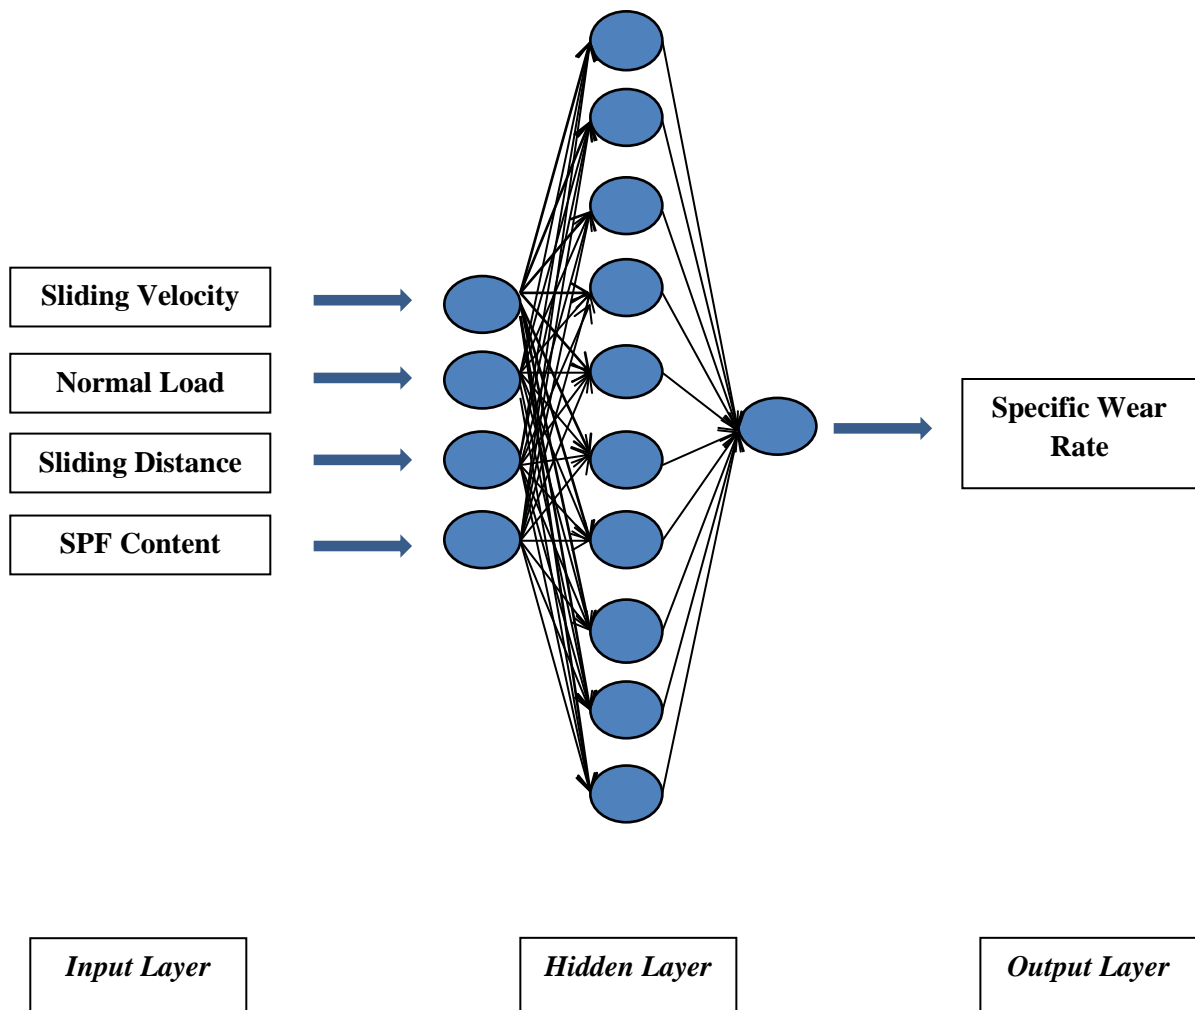 Sliding Velocity
Normal Load
Sliding Distance
SPF Content
Specific Wear
Rate
Input Layer
Hidden Layer
Output Layer